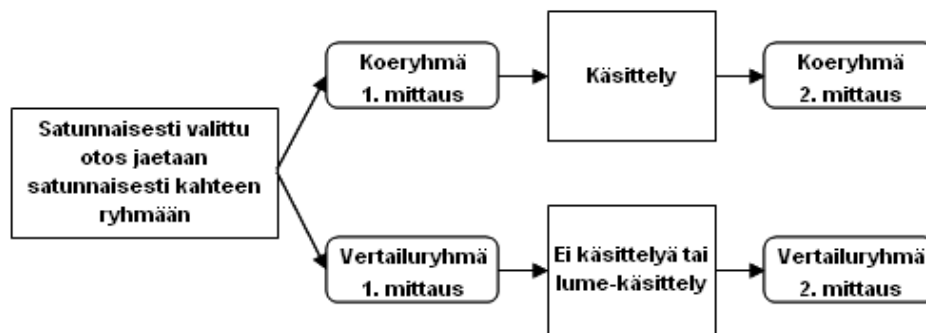 Satunnaisesti valittu
otos jaetaan
satunnaisesti kahteen
ryhmään
Koeryhmä
1. mittaus
Käsittely
Koeryhmä
2. mittaus
Vertailuryhmä
1. mittaus
Ei käsittelyä tai
lume-käsittely
Vertailuryhmä
2. mittaus